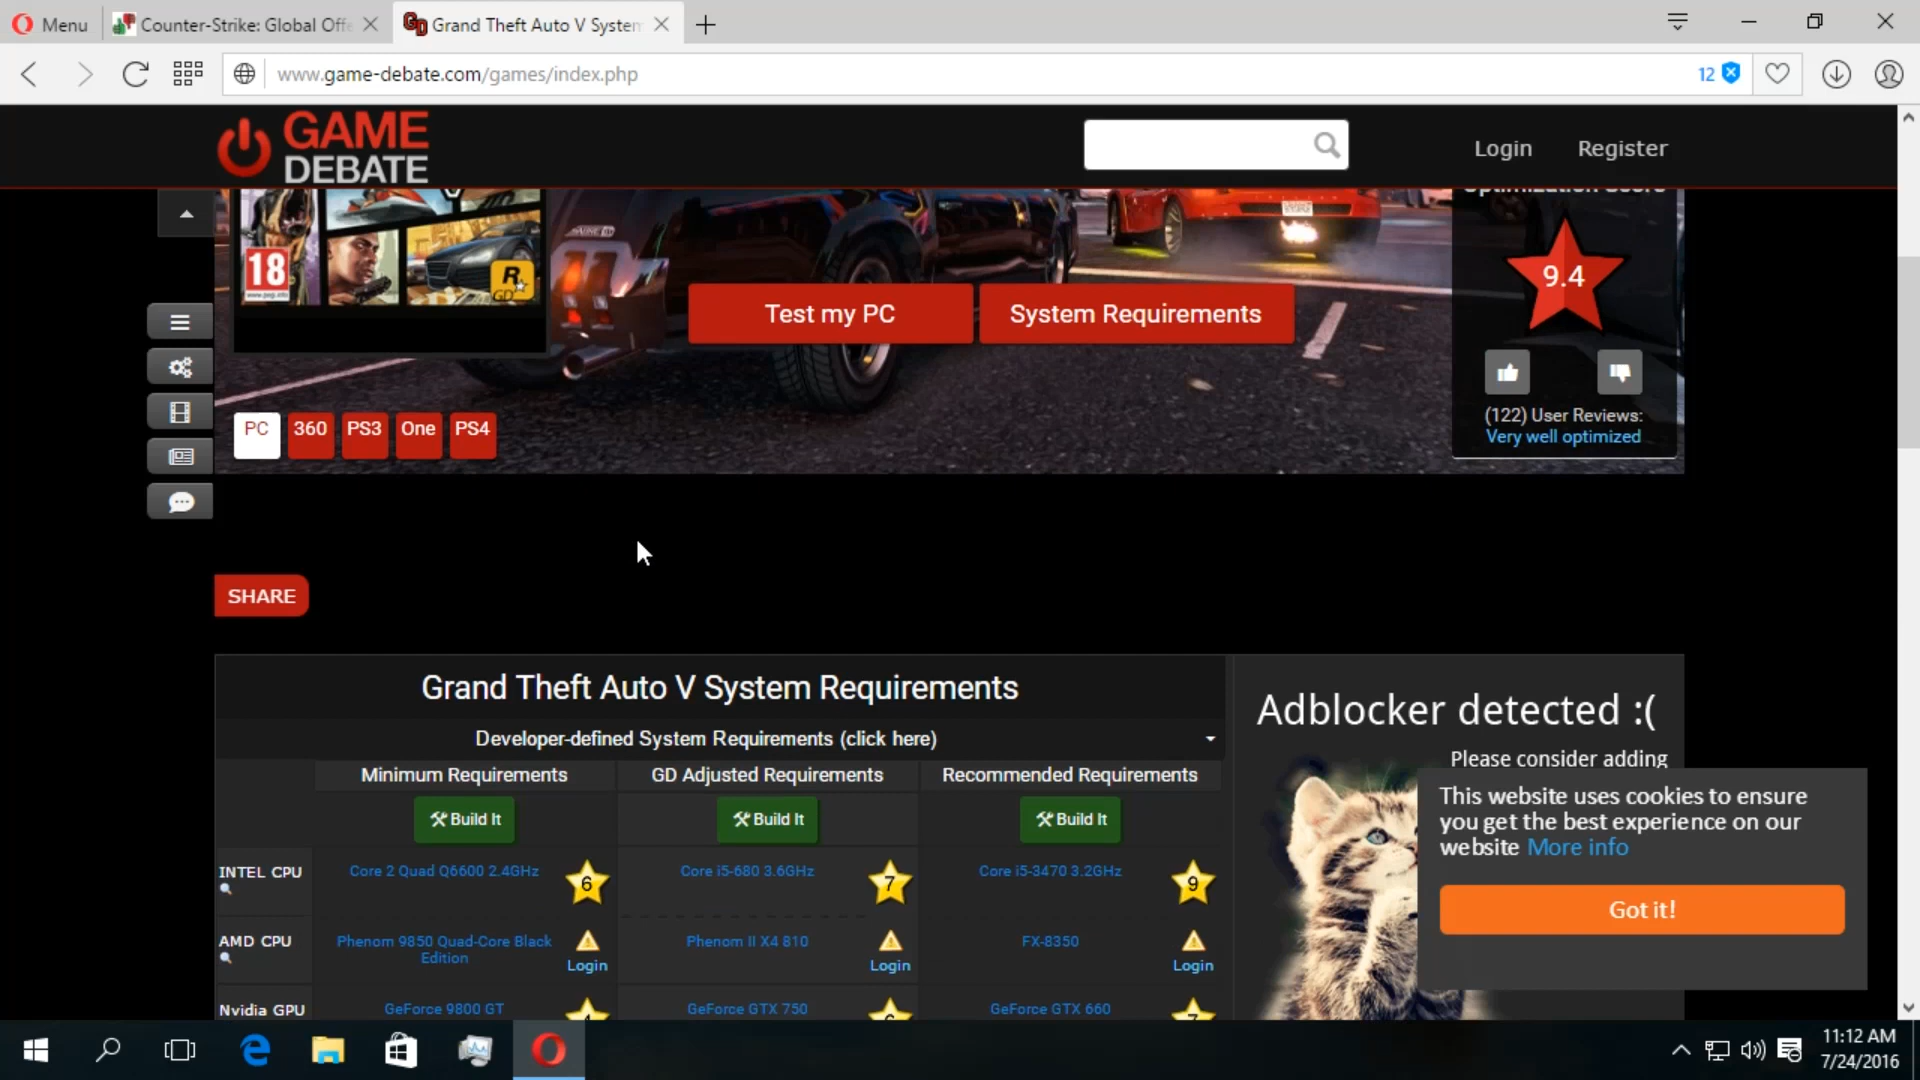 Menu
Counter-Strike: Global Offe
Grand Theft Auto V System
www.game-debate.com/games/index.php
12
GAME
DEBATE
Login
Register
Optimization Score
18
R
GD
9.4
Test my PC
System Requirements
(122) User Reviews:
Very well optimized
PC
360
PS3
One
PS4
SHARE
Grand Theft Auto V System Requirements
Developer-defined System Requirements (click here)
Minimum Requirements
GD Adjusted Requirements
Recommended Requirements
Build It
Build It
Build It
INTEL CPU
Core 2 Quad Q6600 2.4GHz
6
Core i5-680 3.6GHz
7
Core i5-3470 3.2GHz
9
AMD CPU
Phenom 9850 Quad-Core Black
Edition
Login
Phenom II X4 810
Login
FX-8350
Login
Nvidia GPU
GeForce 9800 GT
GeForce GTX 750
GeForce GTX 660
Adblocker detected :(
Please consider adding
This website uses cookies to ensure
you get the best experience on our
website More info
Got it!
11:12 AM
7/24/2016